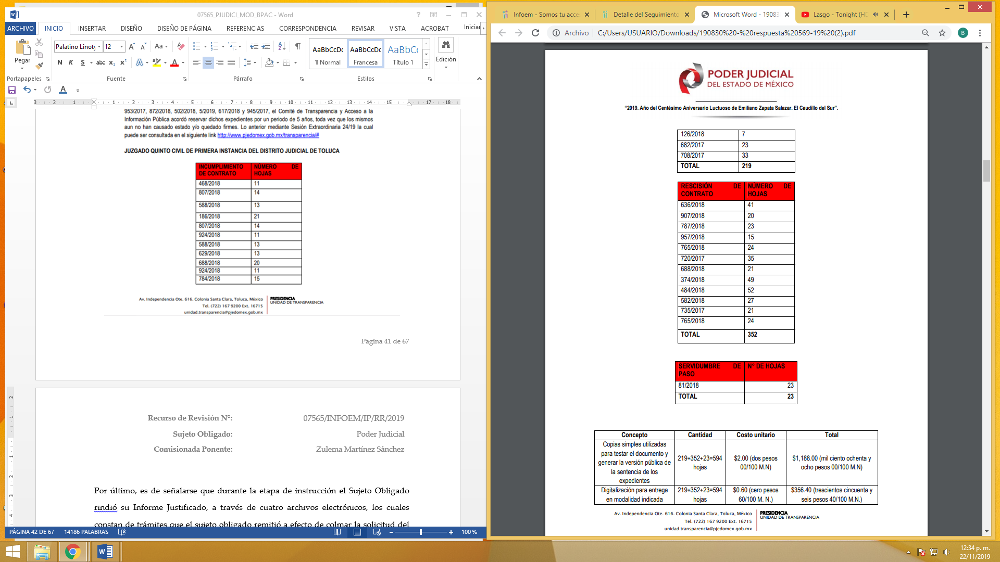 07565_PJUDICI_MOD_BPAC - Word
ARCHIVO INICIO INSERTAR DISEÑO DISEÑO DE PÁGINA REFERENCIAS CORRESPONDENCIA REVISAR VISTA ACROBAT Iniciar
Pegar
Palatino Linoty 12
N K S abc x₂ x²
AaBbCcDc AaBbCcDc AaBbCc
¶ Normal Francesa Título 1
Edición
Portapapeles Fuente Párrafo Estilos
3 2 1 1 2 3 4 5 6 7 8 9 10 11 12 13 14 15 17 18
953/2017, 872/2018, 502/2018, 5/2019, 617/2018 y 945/2017, el Comité de Transparencia y Acceso a la
Información Pública acordó reservar dichos expedientes por un periodo de 5 años, toda vez que los mismos
aun no han causado estado y/o quedado firmes. Lo anterior mediante Sesión Extraordinaria 24/19 la cual
puede ser consultada en el siguiente link http://www.pjedomex.gob.mx/transparencia/#
JUZGADO QUINTO CIVIL DE PRIMERA INSTANCIA DEL DISTRITO JUDICIAL DE TOLUCA
INCUMPLIMIENTO DE CONTRATO NÚMERO DE HOJAS
468/2018 11
807/2018 14
588/2018 13
186/2018 21
807/2018 14
924/2018 11
588/2018 13
629/2018 13
688/2018 20
924/2018 11
784/2018 15
Av. Independencia Ote. 616. Colonia Santa Clara, Toluca, México
Tel. (722) 167 9200 Ext. 16715
unidad.transparencia@pjedomex.gob.mx
PRESIDENCIA
UNIDAD DE TRANSPARENCIA
Página 41 de 67
Recurso de Revisión N°: 07565/INFOEM/IP/RR/2019
Sujeto Obligado: Poder Judicial
Comisionada Ponente: Zulema Martínez Sánchez
Por último, es de señalarse que durante la etapa de instrucción el Sujeto Obligado
rindió su Informe Justificado, a través de cuatro archivos electrónicos, los cuales
constan de trámites que el sujeto obligado remitió a efecto de colmar la solicitud del
PÁGINA 42 DE 67 14186 PALABRAS 100 %
Infoem - Somos tu acce
Detalle del Seguimiento
Microsoft Word - 19083
Lasgo - Tonight (HD
Archivo C:/Users/USUARIO/Downloads/190830%20-%20respuesta%20569-19%20(2).pdf
B
PODER JUDICIAL
DEL ESTADO DE MÉXICO
“2019. Año del Centésimo Aniversario Luctuoso de Emiliano Zapata Salazar. El Caudillo del Sur”.
126/2018 7
682/2017 23
708/2017 33
TOTAL 219
RESCISIÓN DE CONTRATO NÚMERO DE HOJAS
636/2018 41
907/2018 20
787/2018 23
957/2018 15
765/2018 24
720/2017 35
688/2018 21
374/2018 49
484/2018 52
582/2018 27
735/2017 21
765/2018 24
TOTAL 352
SERVIDUMBRE DE PASO N° DE HOJAS
81/2018 23
TOTAL 23
Concepto Cantidad Costo unitario Total
Copias simples utilizadas
para testar el documento y
generar la versión pública de
la sentencia de los
expedientes
219+352+23=594
hojas
$2.00 (dos pesos
00/100 M.N)
$1,188.00 (mil ciento ochenta y
ocho pesos 00/100 M.N)
Digitalización para entrega
en modalidad indicada
219+352+23=594
hojas
$0.60 (cero pesos
60/100 M. N.)
$356.40 (trescientos cincuenta y
seis pesos 40/100 M.N.)
Av. Independencia Ote. 616. Colonia Santa Clara, Toluca, México
Tel. (722) 167 9200 Ext. 16715
unidad.transparencia@pjedomex.gob.mx
PRESIDENCIA
UNIDAD DE TRANSPARENCIA
12:34 p. m.
22/11/2019